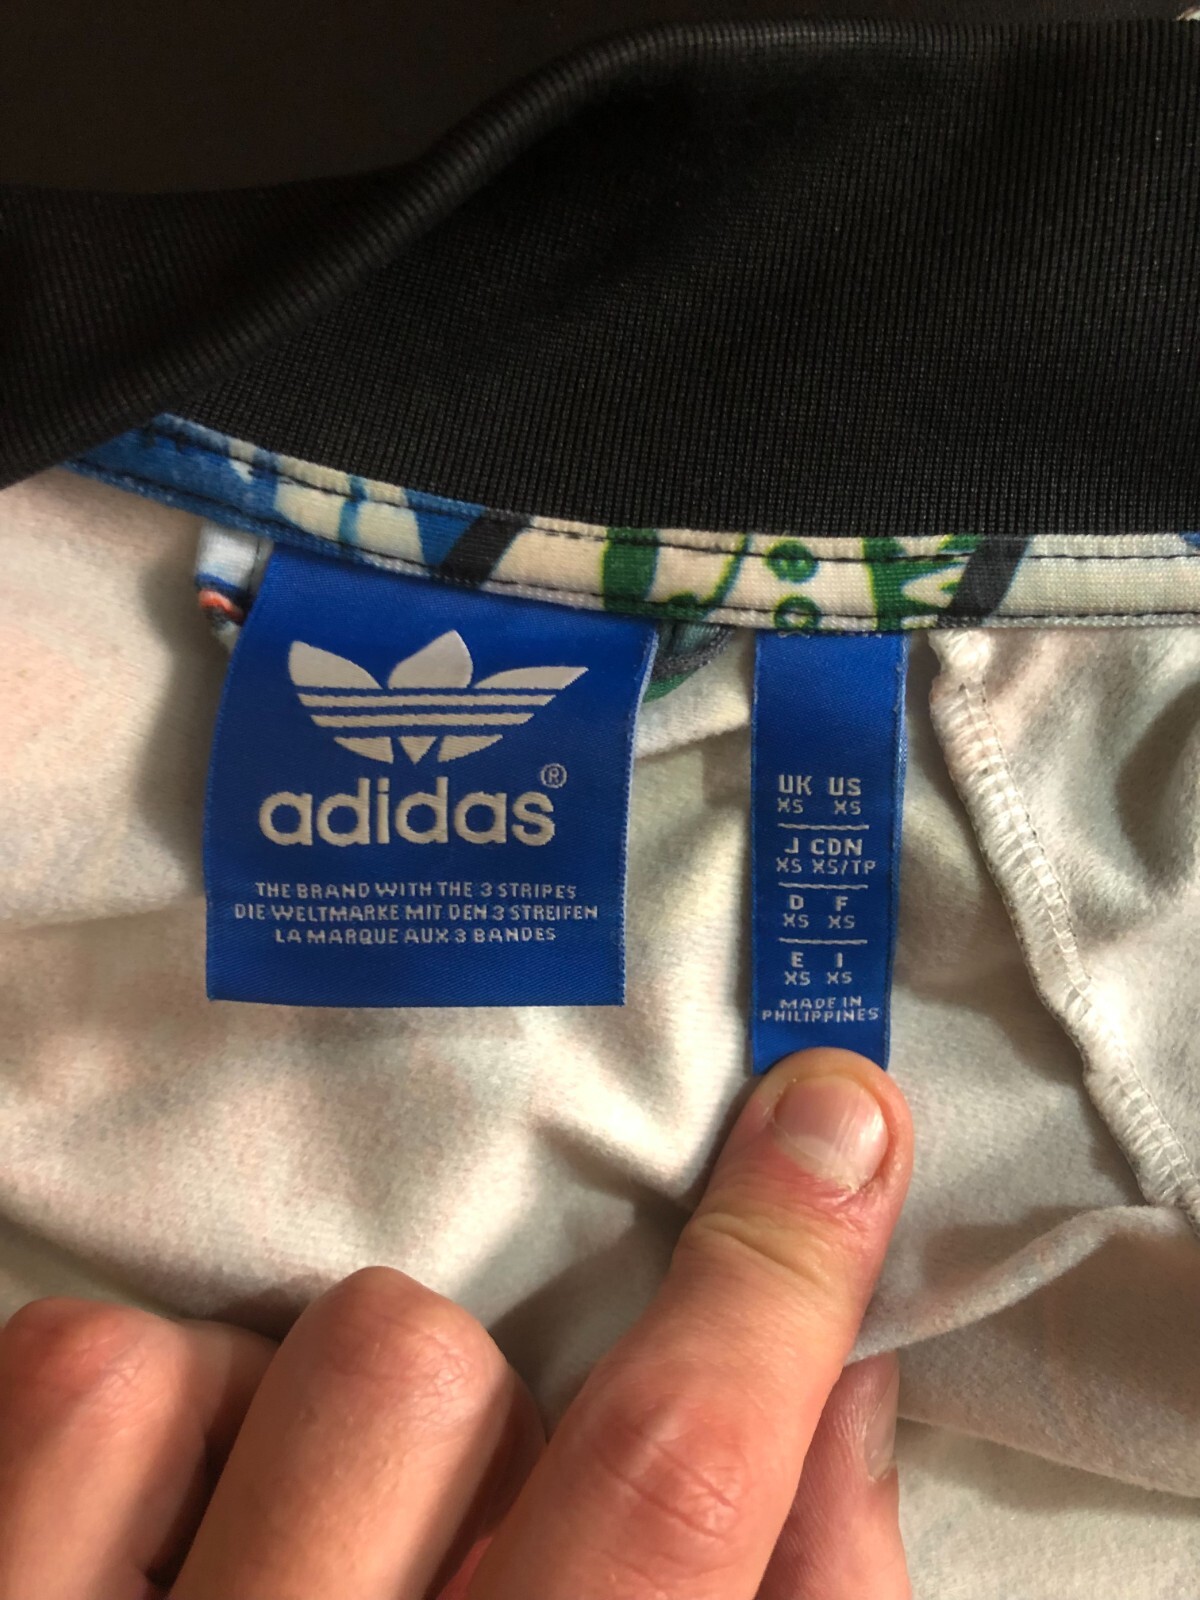 adidas®
THE BRAND WITH THE 3 STRIPES
DIE WELTMARKE MIT DEN 3 STREIFEN
LA MARQUE AUX 3 BANDES
UK US
XS XS
J CDN
XS XS/TP
D F
XS XS
E I
XS XS
MADE IN
PHILIPPINES